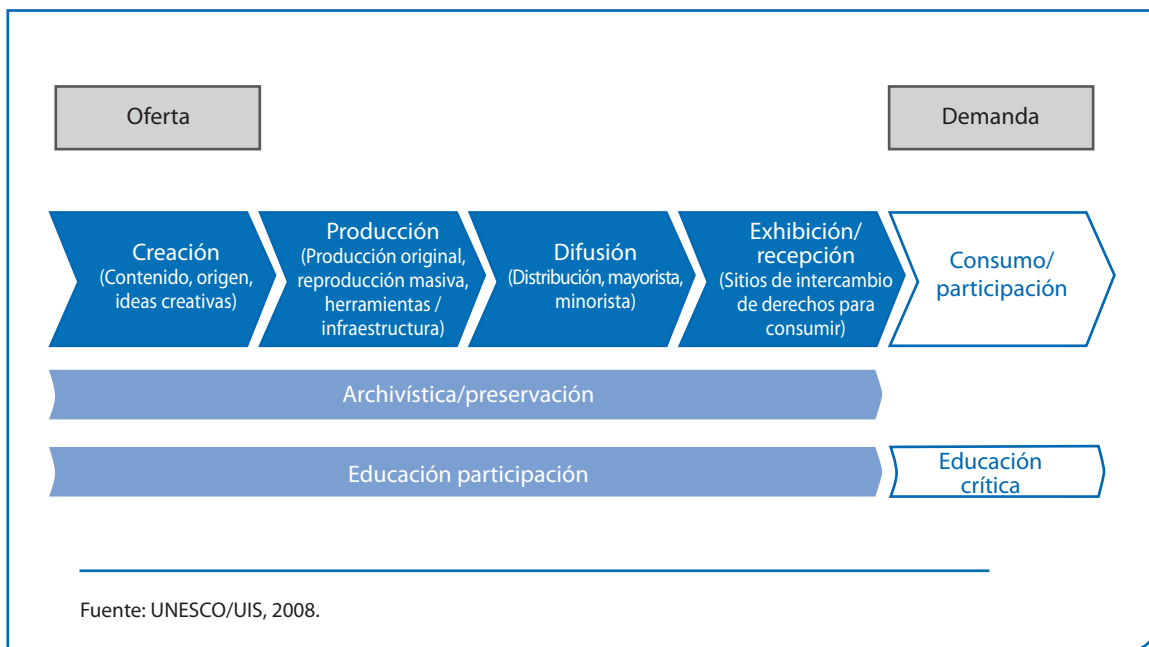 Oferta
Demanda
Creación
(Contenido, origen,
ideas creativas)
Producción
(Producción original,
reproducción masiva,
herramientas /
infraestructura)
Difusión
(Distribución, mayorista,
minorista)
Exhibición/
recepción
(Sitios de intercambio
de derechos para
consumir)
Consumo/
participación
Archivística/preservación
Educación participación
Educación
crítica
Fuente: UNESCO/UIS, 2008.